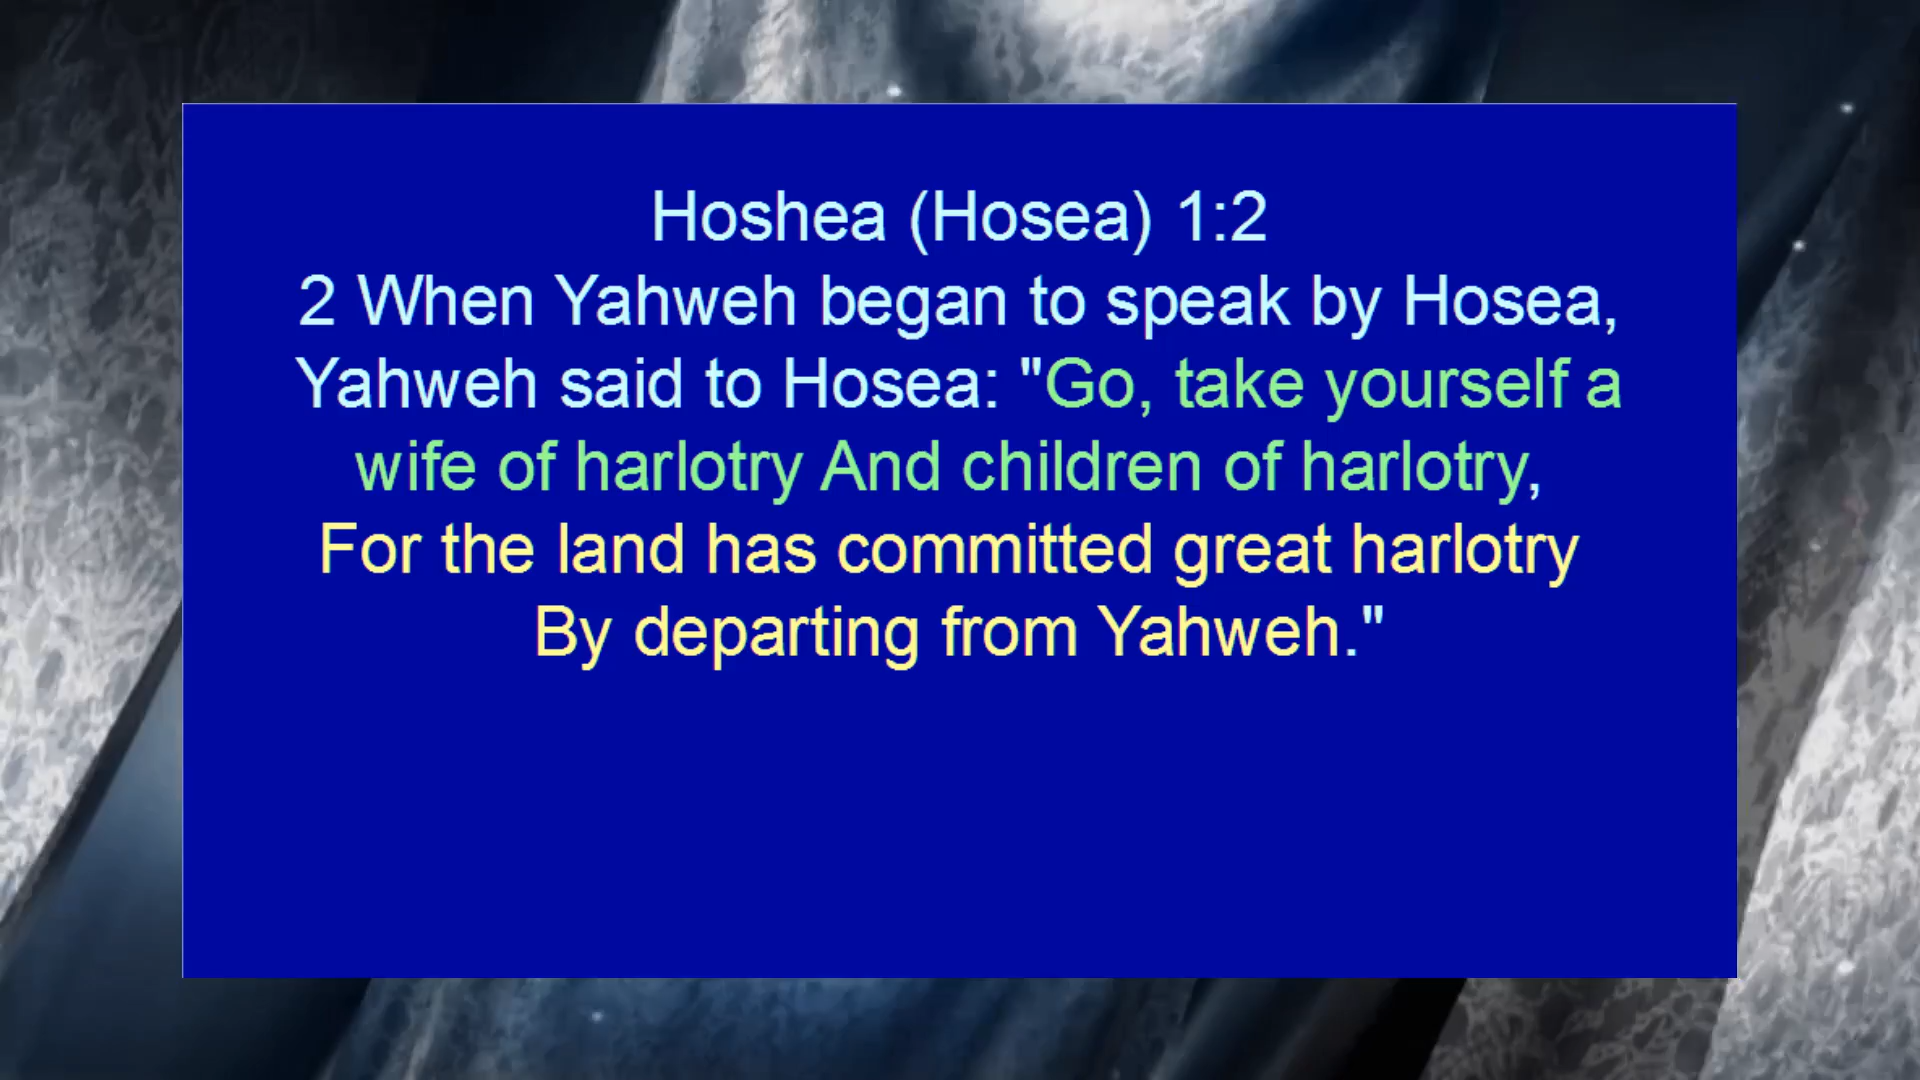 Hoshea (Hosea) 1:2
2 When Yahweh began to speak by Hosea,
Yahweh said to Hosea: "Go, take yourself a
wife of harlotry And children of harlotry,
For the land has committed great harlotry
By departing from Yahweh."